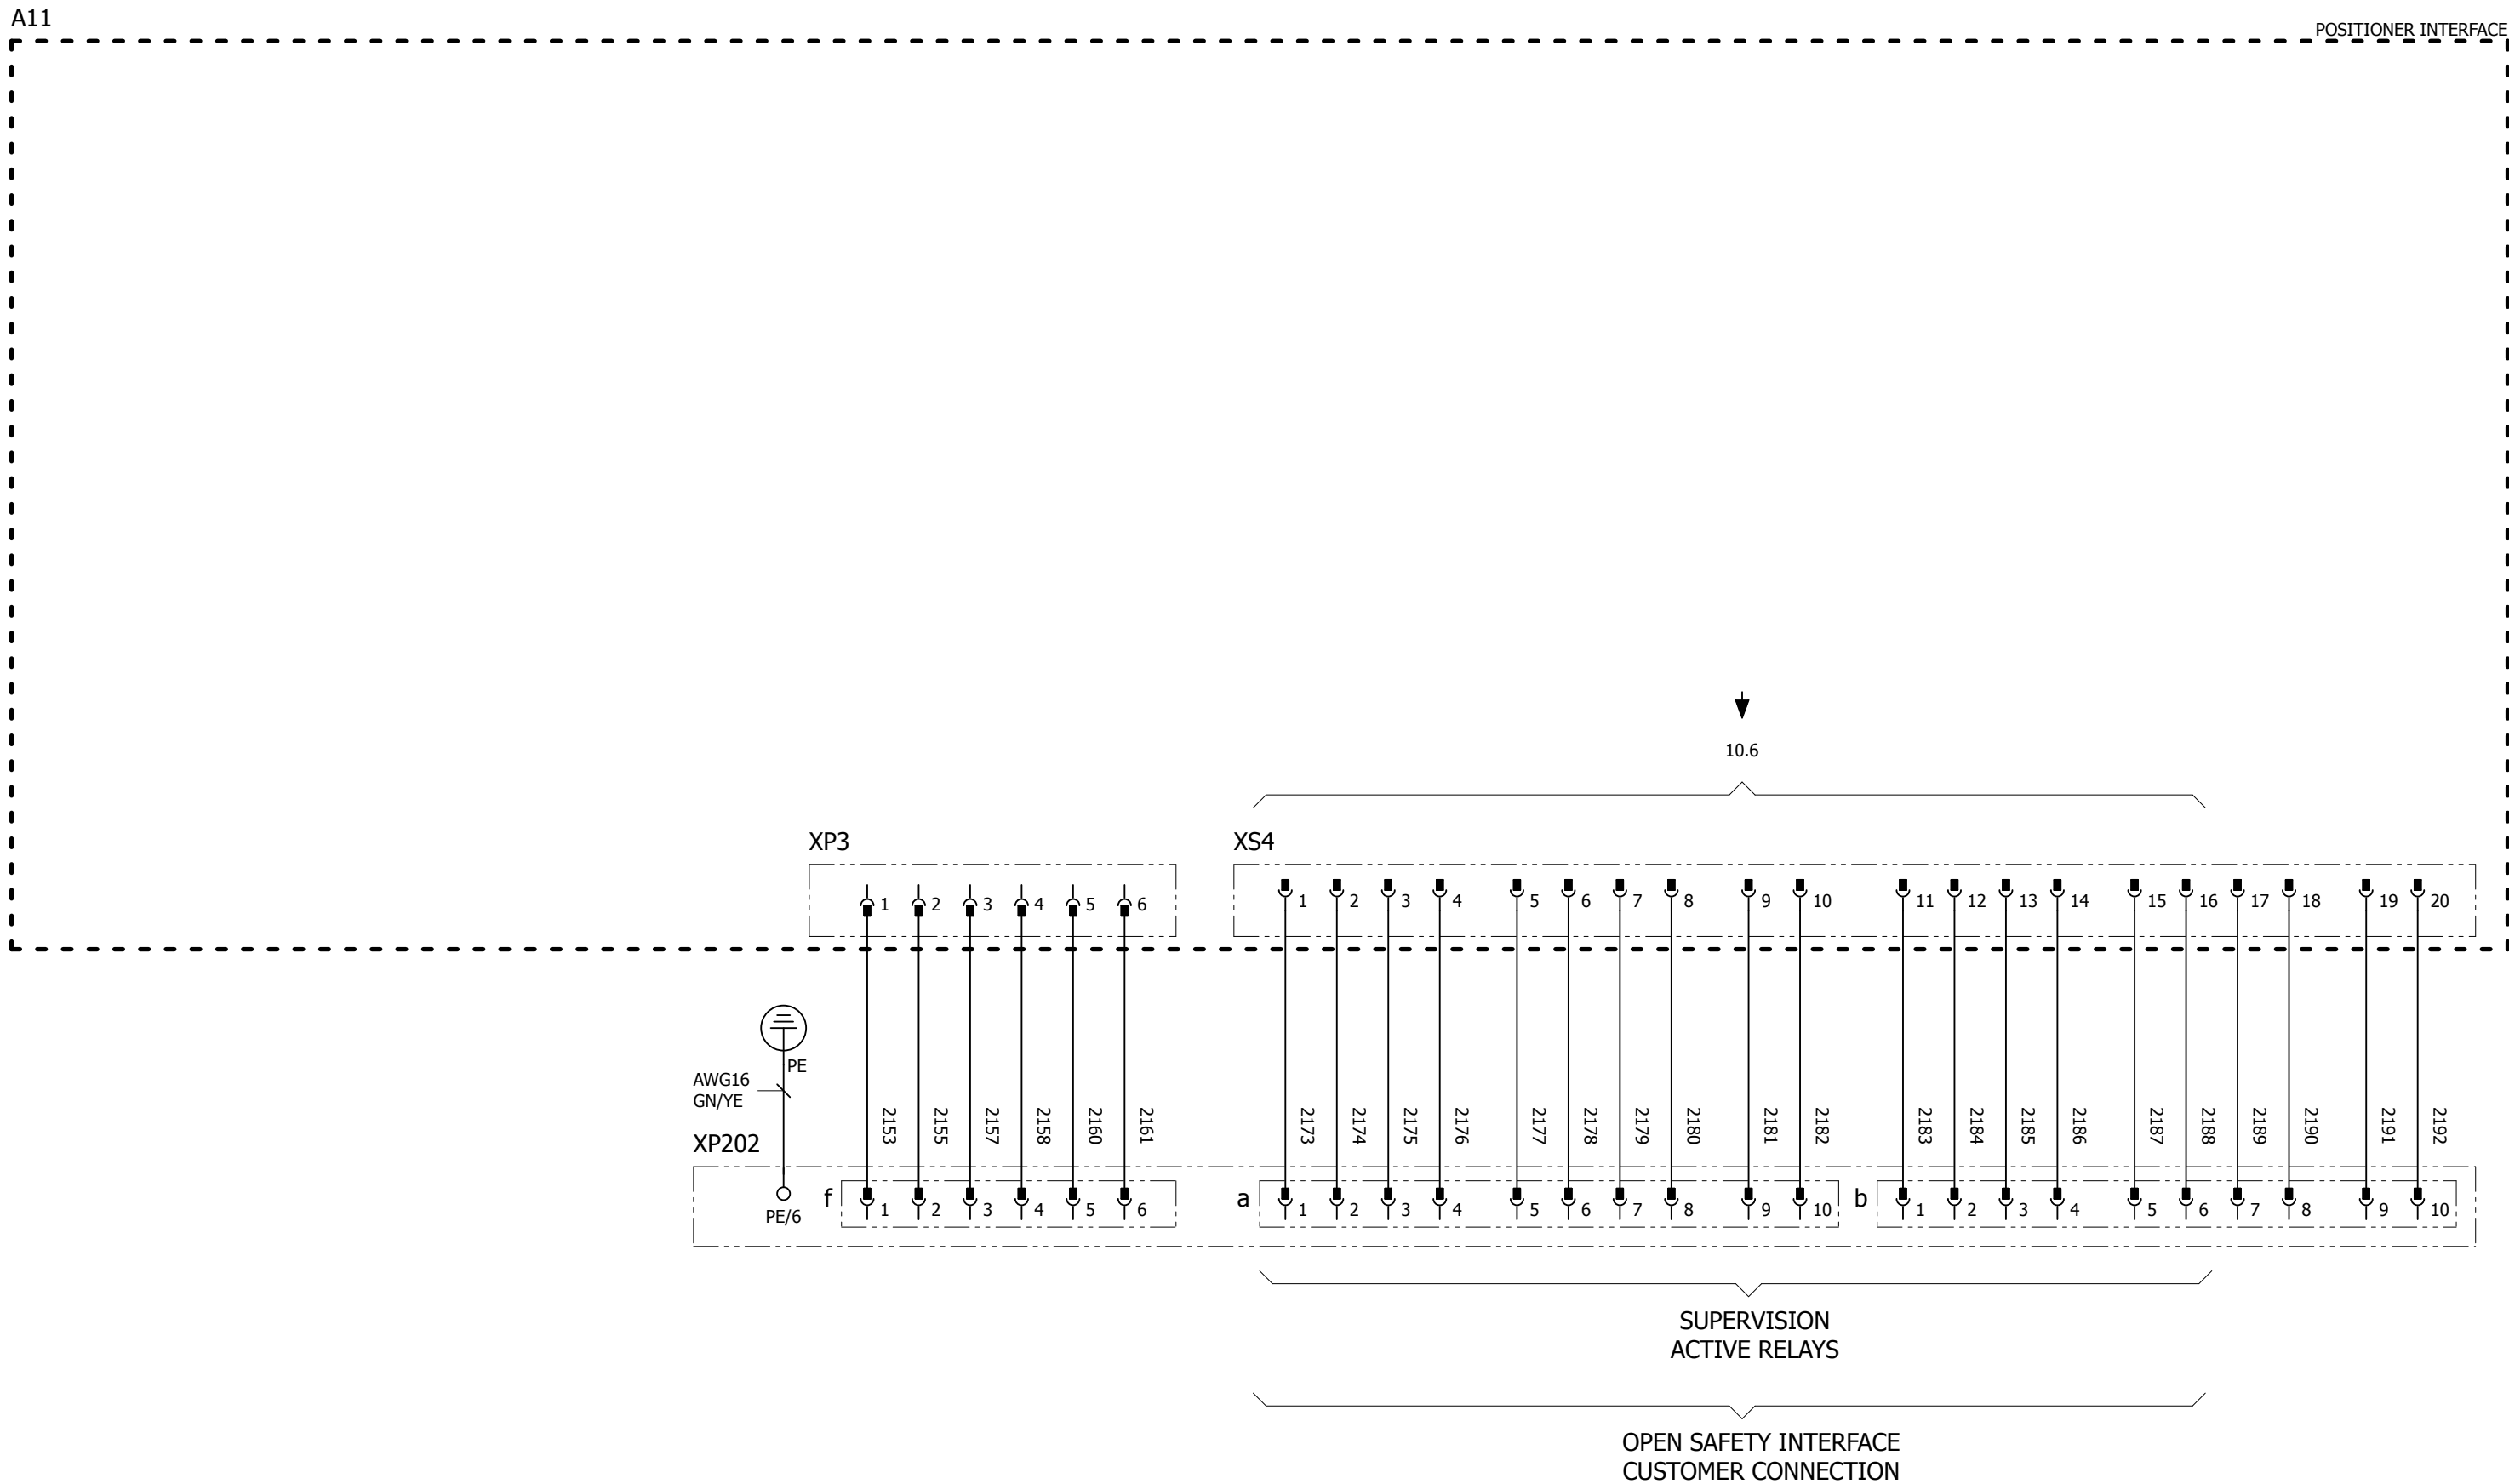 A11
POSITIONER INTERFACE
10.6
XP3
XS4
1 2 3 4 5 6
1 2 3 4 5 6 7 8 9 10 11 12 13 14 15 16 17 18 19 20
PE
AWG16
GN/YE
2153 2155 2157 2158 2160 2161
2173 2174 2175 2176 2177 2178 2179 2180 2181 2182 2183 2184 2185 2186 2187 2188 2189 2190 2191 2192
XP202
PE/6
f 1 2 3 4 5 6
a 1 2 3 4 5 6 7 8 9 10
b 1 2 3 4 5 6 7 8 9 10
SUPERVISION
ACTIVE RELAYS
OPEN SAFETY INTERFACE
CUSTOMER CONNECTION